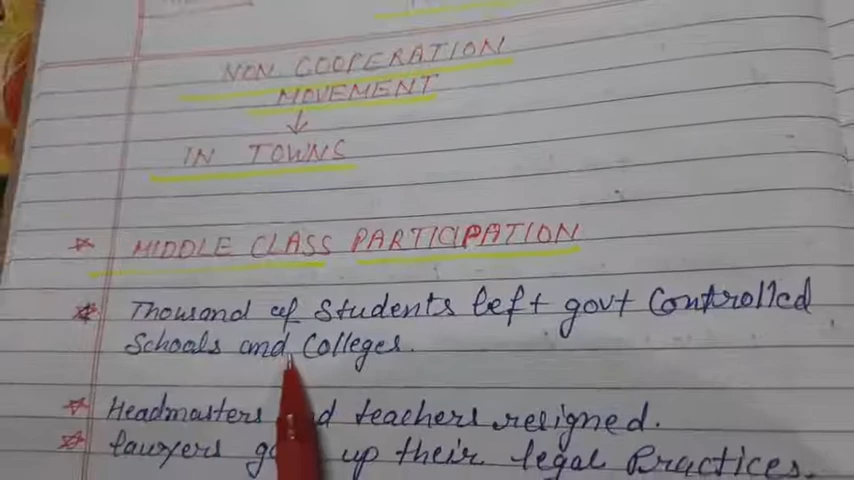 NON COOPERATION
MOVEMENT
↓
IN TOWNS
MIDDLE CLASS PARTICIPATION
Thousand of Students left govt Controlled
Schools and Colleges.
Headmasters teachers resigned.
lawyers up their legal Practices.